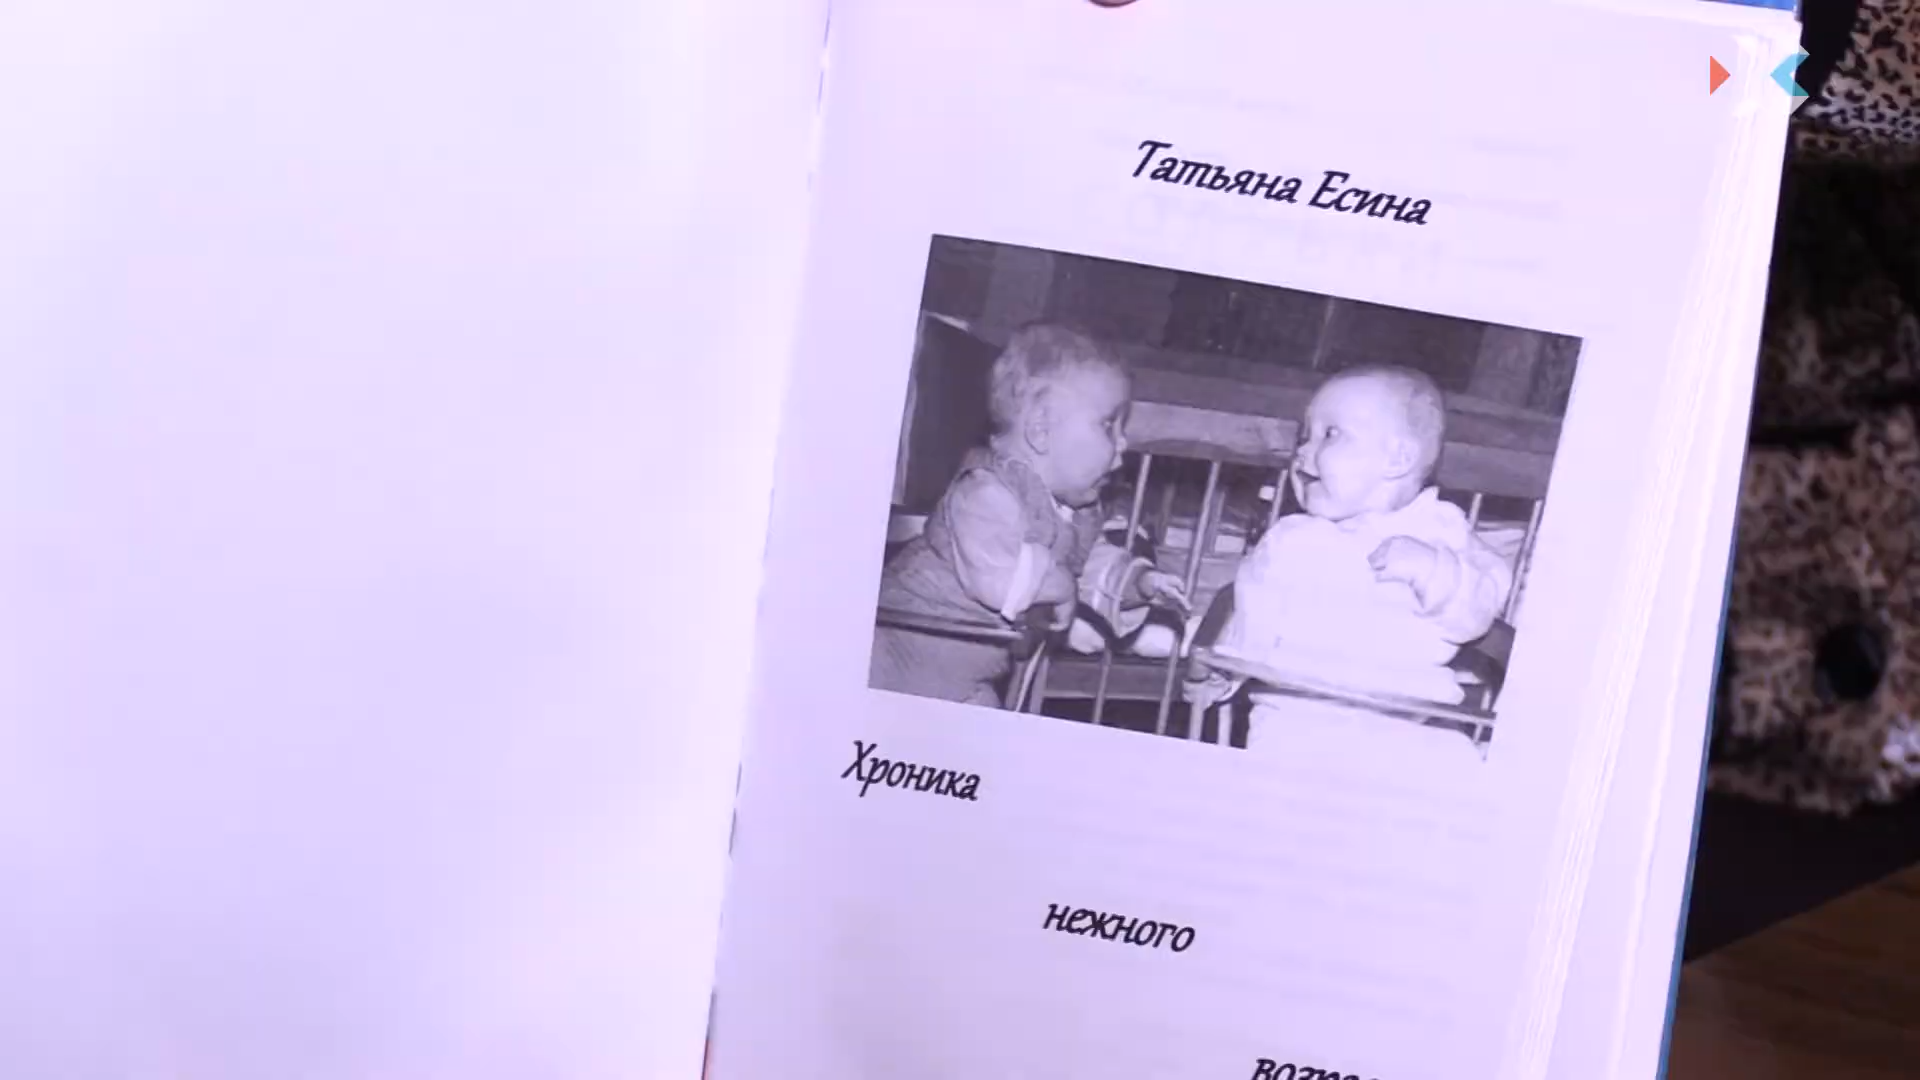 Татьяна Есина
Хроника
нежного